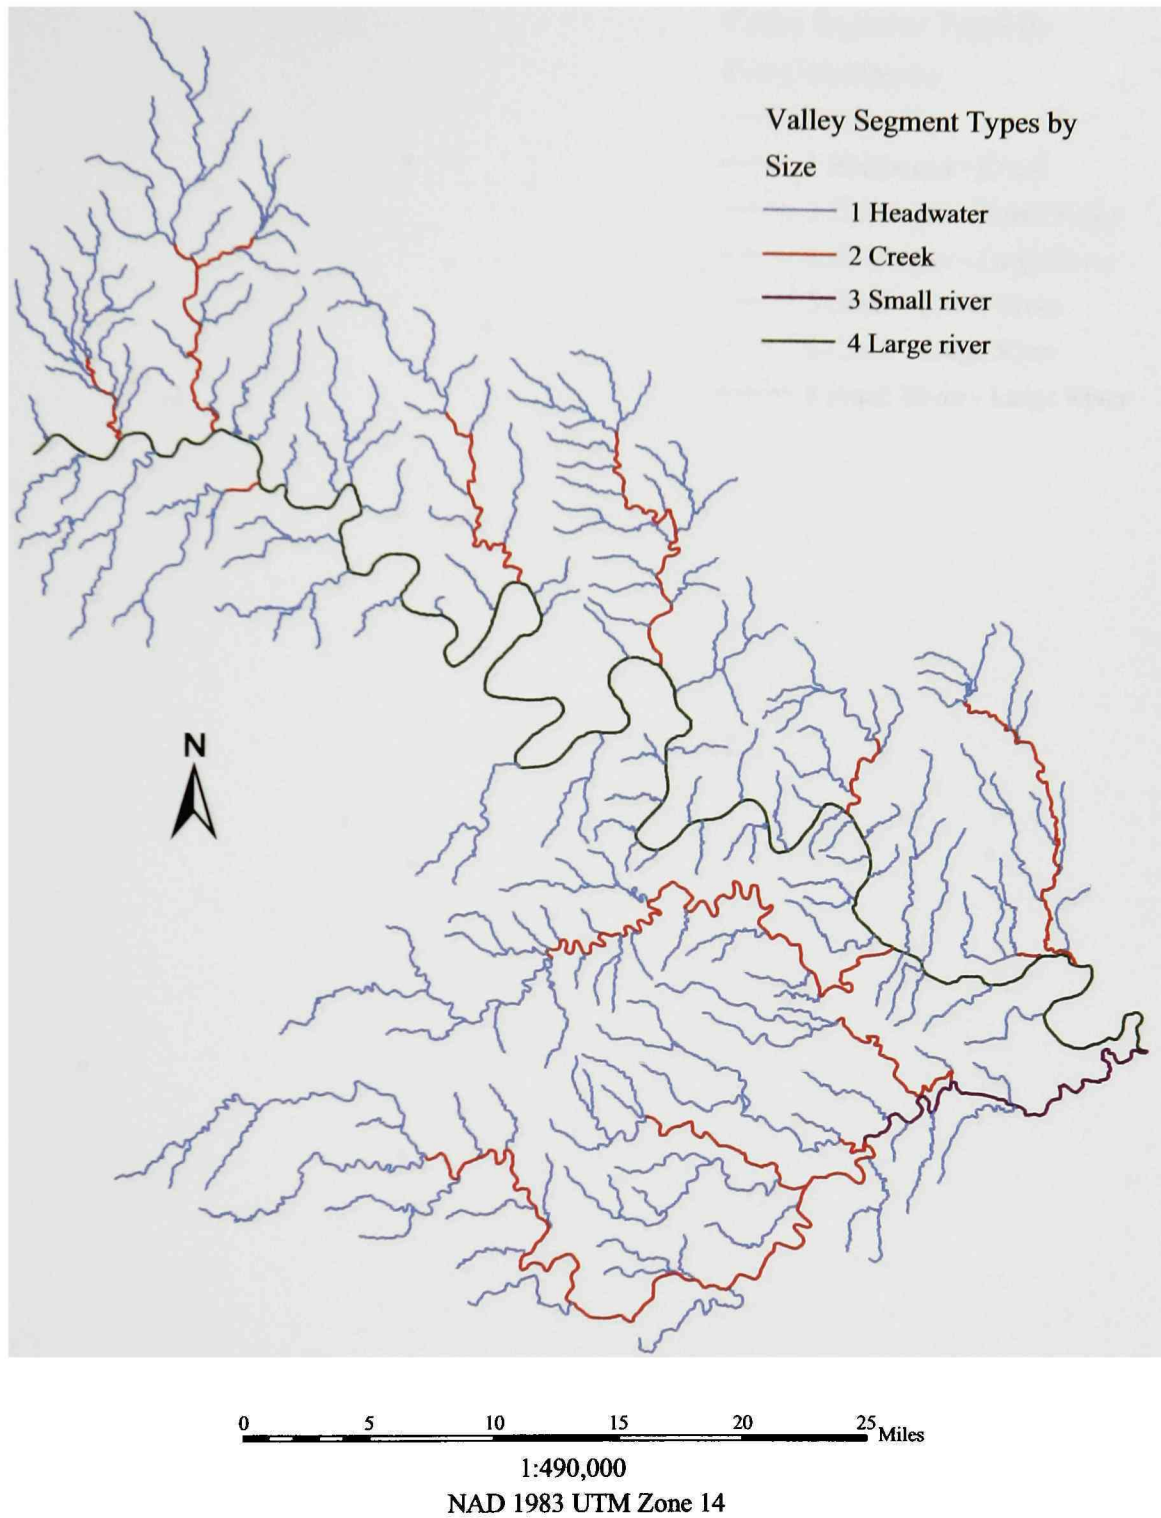 Valley Segment Types by
Size
1 Headwater
2 Creek
3 Small river
4 Large river
N
0 5 10 15 20 25 Miles
1:490,000
NAD 1983 UTM Zone 14